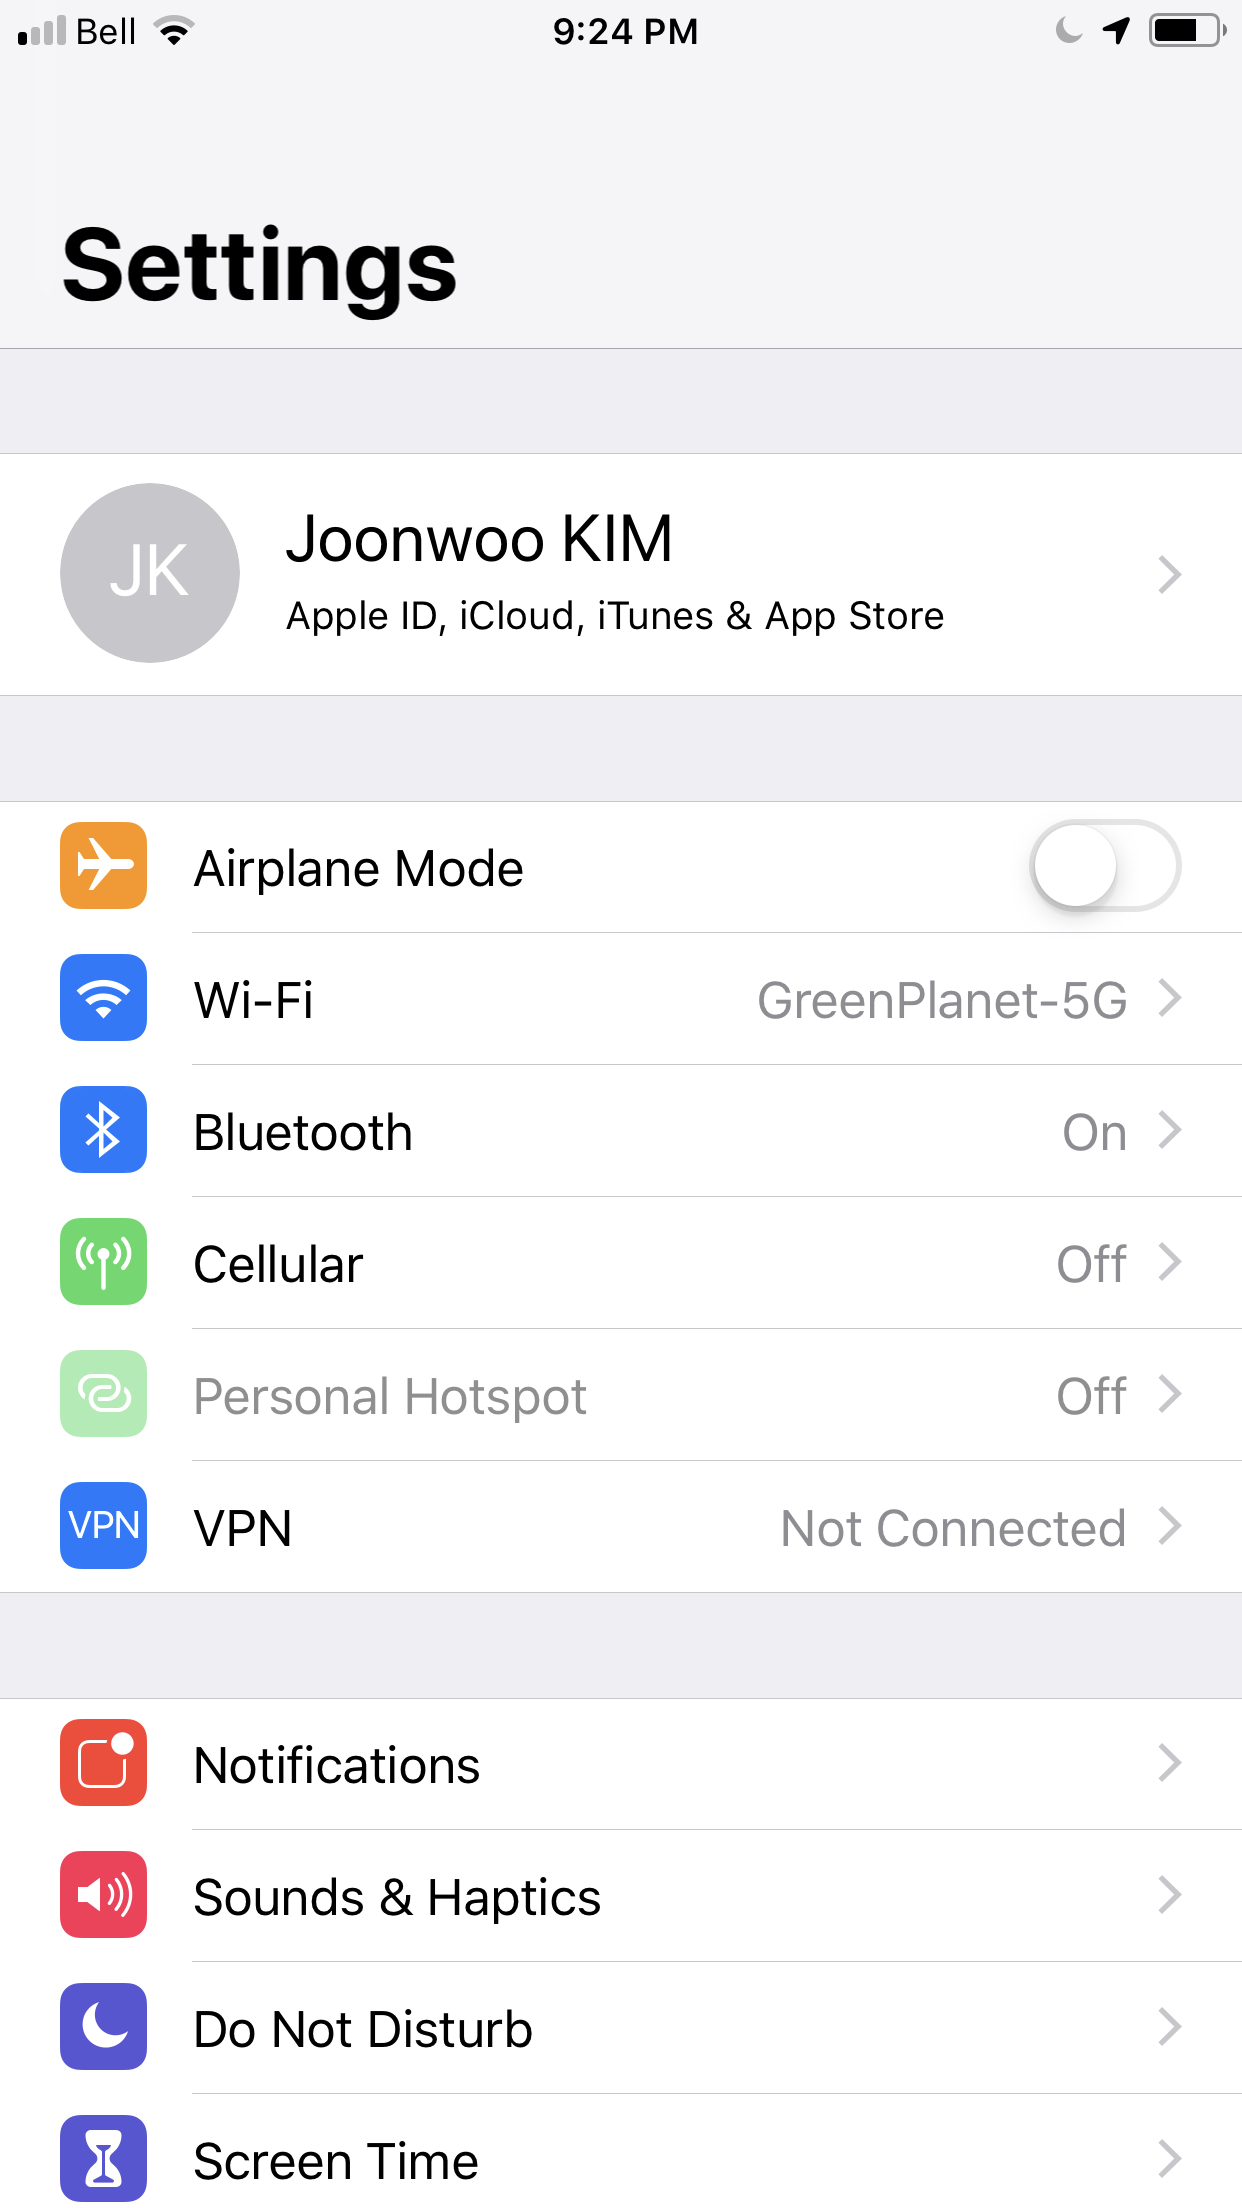 Bell 9:24 PM
Settings
JK
Joonwoo KIM
Apple ID, iCloud, iTunes & App Store
Airplane Mode
Wi-Fi GreenPlanet-5G
Bluetooth On
Cellular Off
Personal Hotspot Off
VPN VPN Not Connected
Notifications
Sounds & Haptics
Do Not Disturb
Screen Time